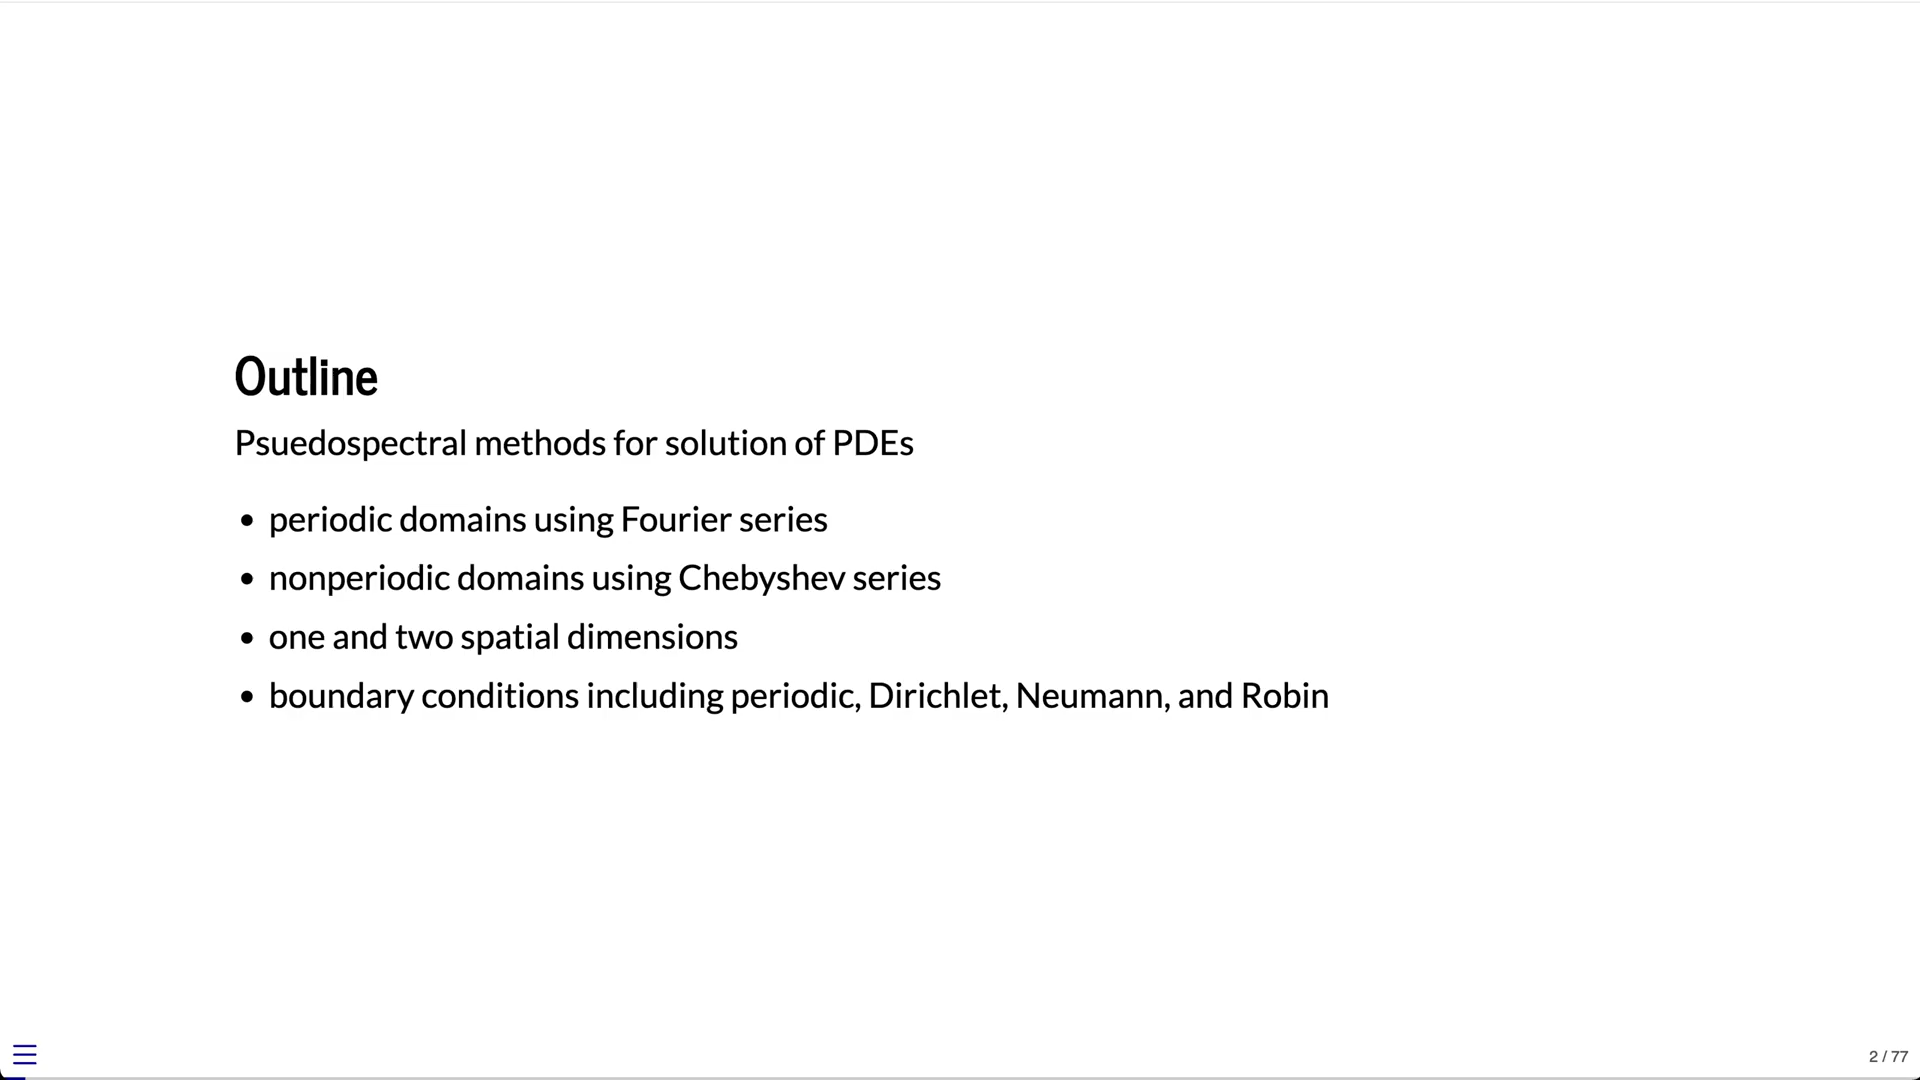 Outline
Psuedospectral methods for solution of PDEs
• periodic domains using Fourier series
• nonperiodic domains using Chebyshev series
• one and two spatial dimensions
• boundary conditions including periodic, Dirichlet, Neumann, and Robin
2 / 77